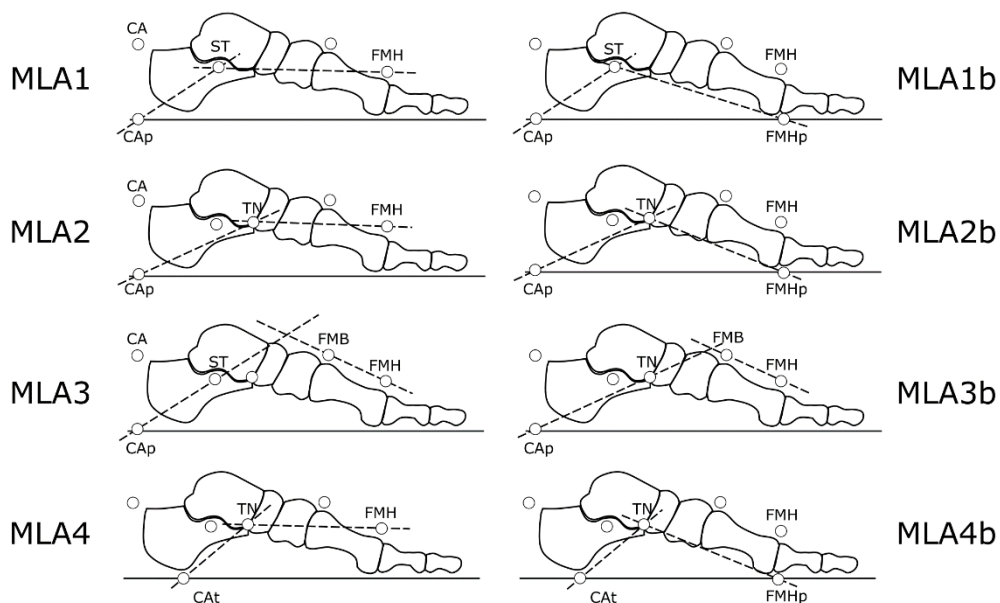 CA
ST
FMH
MLA1
CAp
ST
FMH
MLA1b
CAp
FMHp
CA
TN
FMH
MLA2
CAp
TN
FMH
MLA2b
CAp
FMHp
CA
FMB
ST
FMH
MLA3
CAp
FMB
TN
FMH
MLA3b
CAp
TN
FMH
MLA4
CAt
TN
FMH
MLA4b
CAt
FMHp